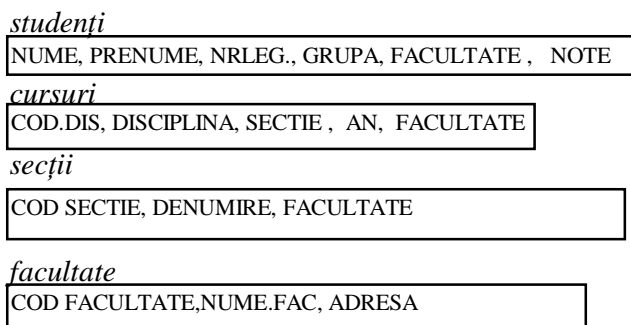 studenți
NUME, PRENUME, NRLEG., GRUPA, FACULTATE , NOTE
cursuri
COD.DIS, DISCIPLINA, SECTIE , AN, FACULTATE
secții
COD SECTIE, DENUMIRE, FACULTATE
facultate
COD FACULTATE,NUME.FAC, ADRESA